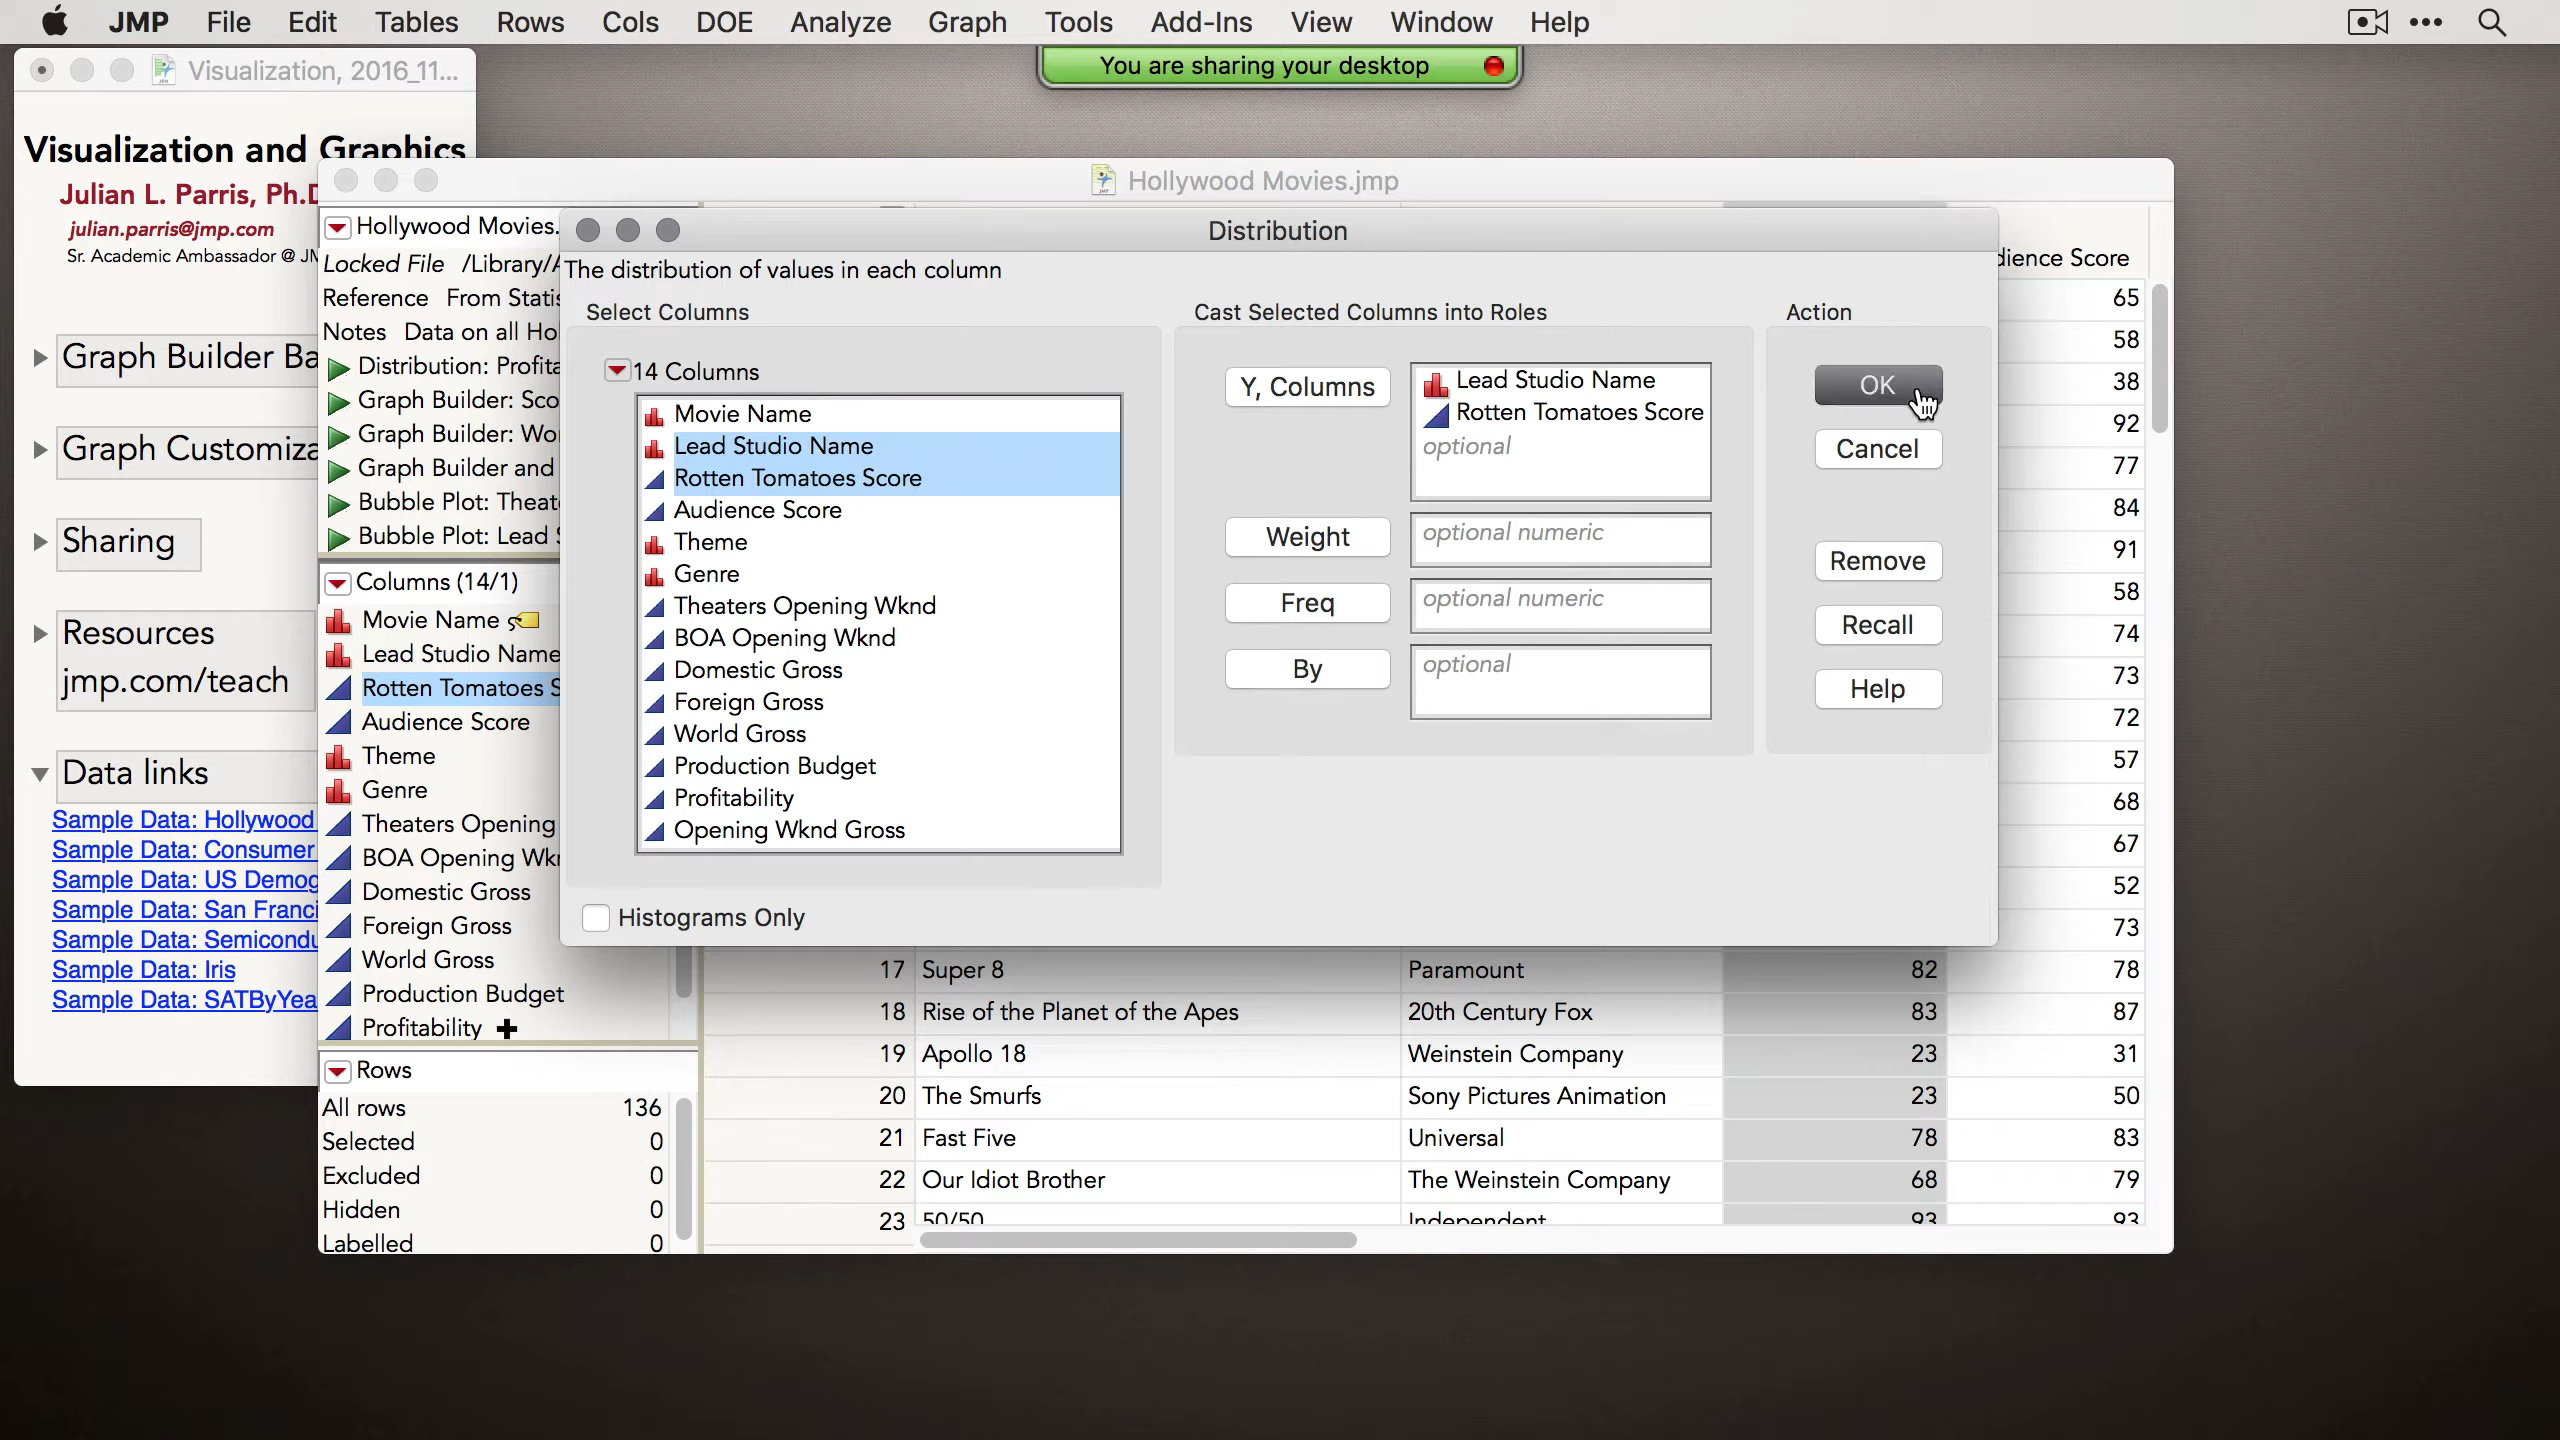 JMP File Edit Tables Rows Cols DOE Analyze Graph Tools Add-Ins View Window Help
You are sharing your desktop
Visualization, 2016_11...
Visualization and Graphics
Julian L. Parris, Ph.D
julian.parris@jmp.com
Sr. Academic Ambassador @ JM
Graph Builder Ba
Graph Customiza
Sharing
Resources
jmp.com/teach
Data links
Sample Data: Hollywood
Sample Data: Consumer
Sample Data: US Demog
Sample Data: San Franci
Sample Data: Semicondu
Sample Data: Iris
Sample Data: SATByYea
Hollywood Movies.jmp
Hollywood Movies.
Locked File /Library/A
Reference From Statis
Notes Data on all Hol
Distribution: Profita
Graph Builder: Sco
Graph Builder: Wo
Graph Builder and
Bubble Plot: Theat
Bubble Plot: Lead S
Columns (14/1)
Movie Name
Lead Studio Name
Rotten Tomatoes S
Audience Score
Theme
Genre
Theaters Opening
BOA Opening Wkn
Domestic Gross
Foreign Gross
World Gross
Production Budget
Profitability
Rows
All rows 136
Selected 0
Excluded 0
Hidden 0
Labelled 0
Distribution
The distribution of values in each column
Select Columns
14 Columns
Movie Name
Lead Studio Name
Rotten Tomatoes Score
Audience Score
Theme
Genre
Theaters Opening Wknd
BOA Opening Wknd
Domestic Gross
Foreign Gross
World Gross
Production Budget
Profitability
Opening Wknd Gross
Histograms Only
Cast Selected Columns into Roles
Y, Columns
Lead Studio Name
Rotten Tomatoes Score
optional
Weight optional numeric
Freq optional numeric
By optional
Action
OK
Cancel
Remove
Recall
Help
dience Score
65
58
38
92
77
84
91
58
74
73
72
57
68
67
52
73
17 Super 8 Paramount 82 78
18 Rise of the Planet of the Apes 20th Century Fox 83 87
19 Apollo 18 Weinstein Company 23 31
20 The Smurfs Sony Pictures Animation 23 50
21 Fast Five Universal 78 83
22 Our Idiot Brother The Weinstein Company 68 79
23 50/50 Independent 93 93